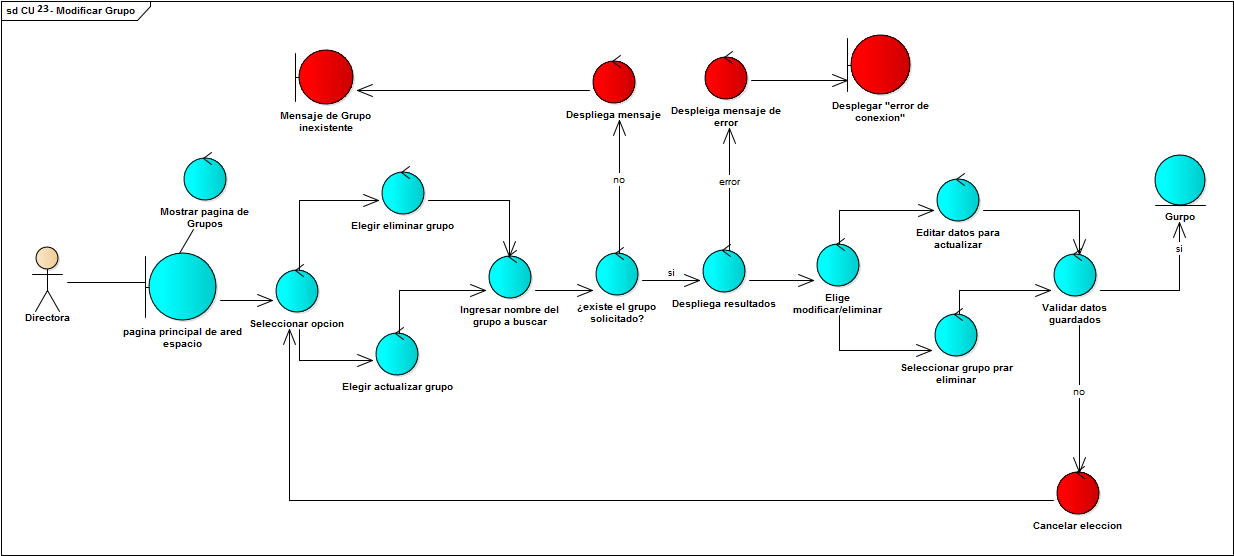 sd CU 23 - Modificar Grupo
Mensaje de Grupo
inexistente
Despliega mensaje
Despleiga mensaje de
error
Desplegar "error de
conexion"
Mostrar pagina de
Grupos
Elegir eliminar grupo
no
error
Editar datos para
actualizar
Gurpo
si
Directora
pagina principal de ared
espacio
Seleccionar opcion
Ingresar nombre del
grupo a buscar
¿existe el grupo
solicitado?
si
Despliega resultados
Elige
modificar/eliminar
Validar datos
guardados
Elegir actualizar grupo
Seleccionar grupo prar
eliminar
no
Cancelar eleccion